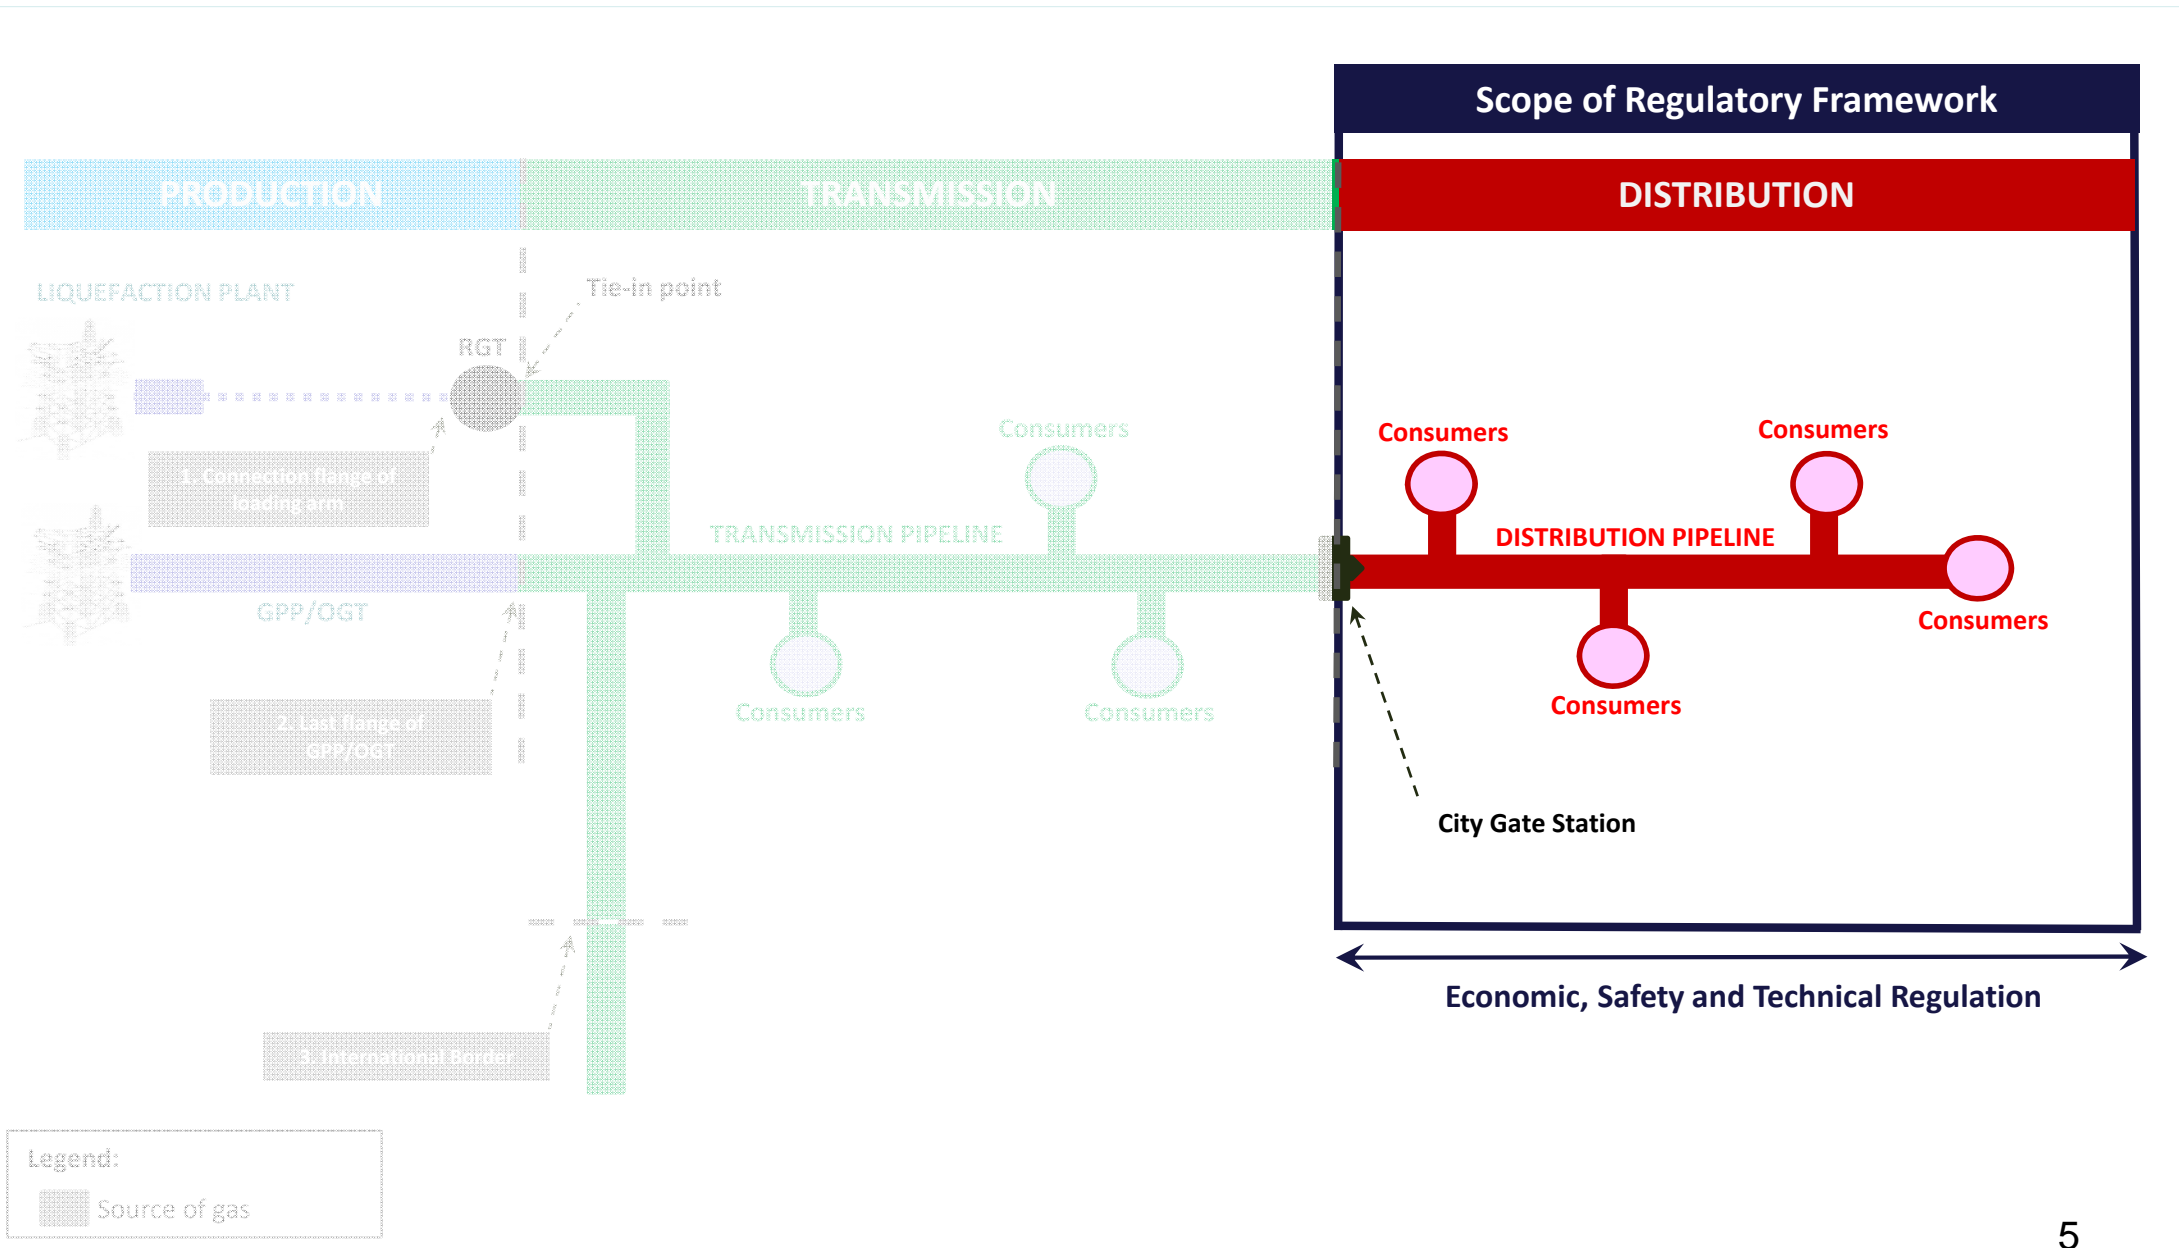 Scope of Regulatory Framework
PRODUCTION
TRANSMISSION
DISTRIBUTION
LIQUEFACTION PLANT
Tie-in point
RGT
Consumers
Consumers
Consumers
1. Connection flange of
loading arm
TRANSMISSION PIPELINE
DISTRIBUTION PIPELINE
GPP/OGT
Consumers
Consumers
Consumers
Consumers
2. Last flange of
GPP/OGT
City Gate Station
Economic, Safety and Technical Regulation
3. International Border
Legend:
Source of gas
5